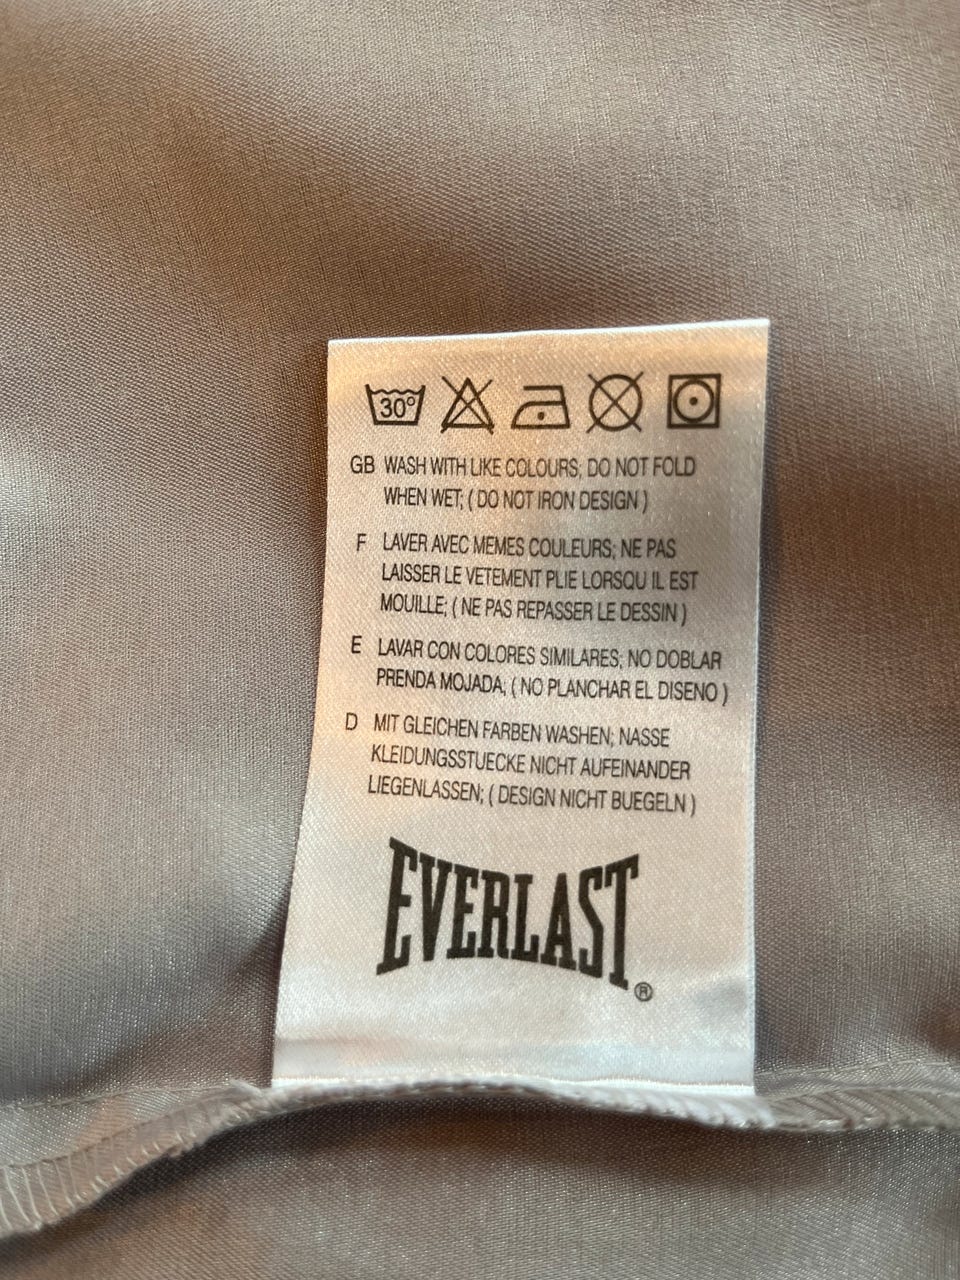 30°
GB WASH WITH LIKE COLOURS; DO NOT FOLD
WHEN WET; ( DO NOT IRON DESIGN )
F LAVER AVEC MEMES COULEURS; NE PAS
LAISSER LE VETEMENT PLIE LORSQU IL EST
MOUILLE; ( NE PAS REPASSER LE DESSIN )
E LAVAR CON COLORES SIMILARES; NO DOBLAR
PRENDA MOJADA; ( NO PLANCHAR EL DISENO )
D MIT GLEICHEN FARBEN WASHEN; NASSE
KLEIDUNGSSTUECKE NICHT AUFEINANDER
LIEGENLASSEN; ( DESIGN NICHT BUEGELN )
EVERLAST®